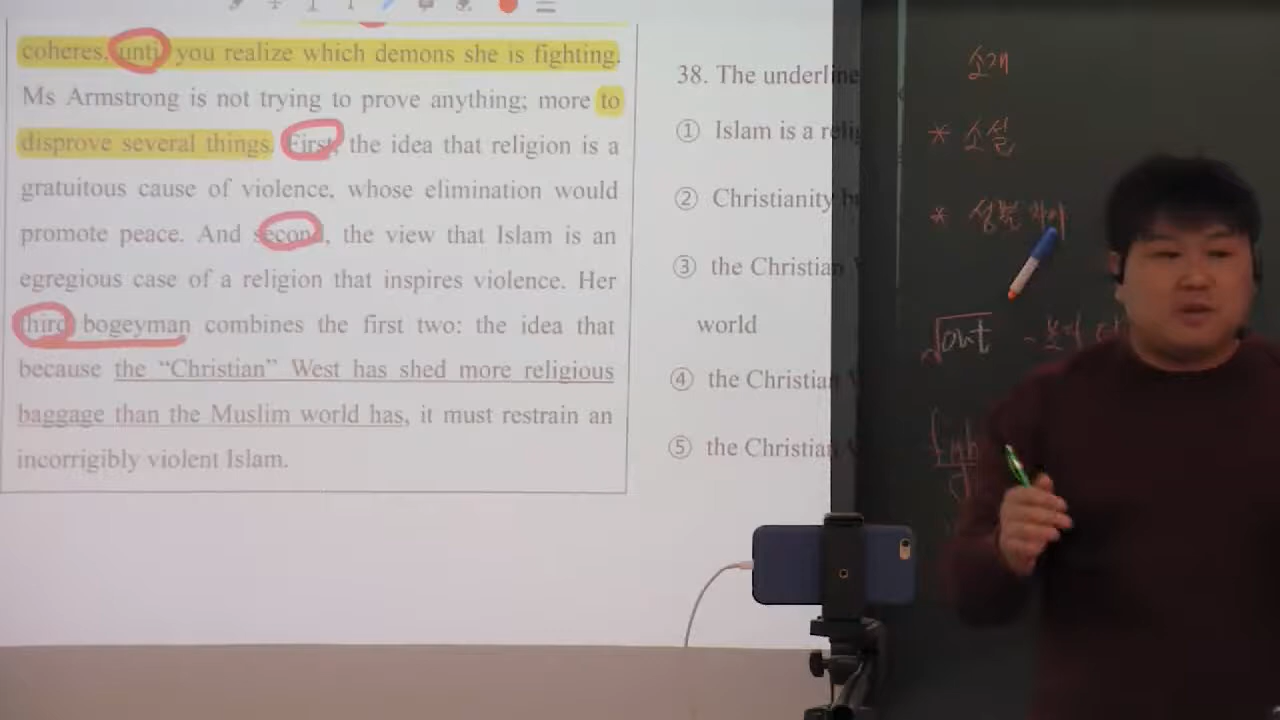 coheres, until you realize which demons she is fighting.
Ms Armstrong is not trying to prove anything; more to
disprove several things. First, the idea that religion is a
gratuitous cause of violence, whose elimination would
promote peace. And second, the view that Islam is an
egregious case of a religion that inspires violence. Her
third bogeyman combines the first two: the idea that
because the “Christian” West has shed more religious
baggage than the Muslim world has, it must restrain an
incorrigibly violent Islam.
38. The underline
① Islam is a relig
② Christianity
③ the Christian
world
④ the Christian
⑤ the Christian
소개
* 소설
*
out